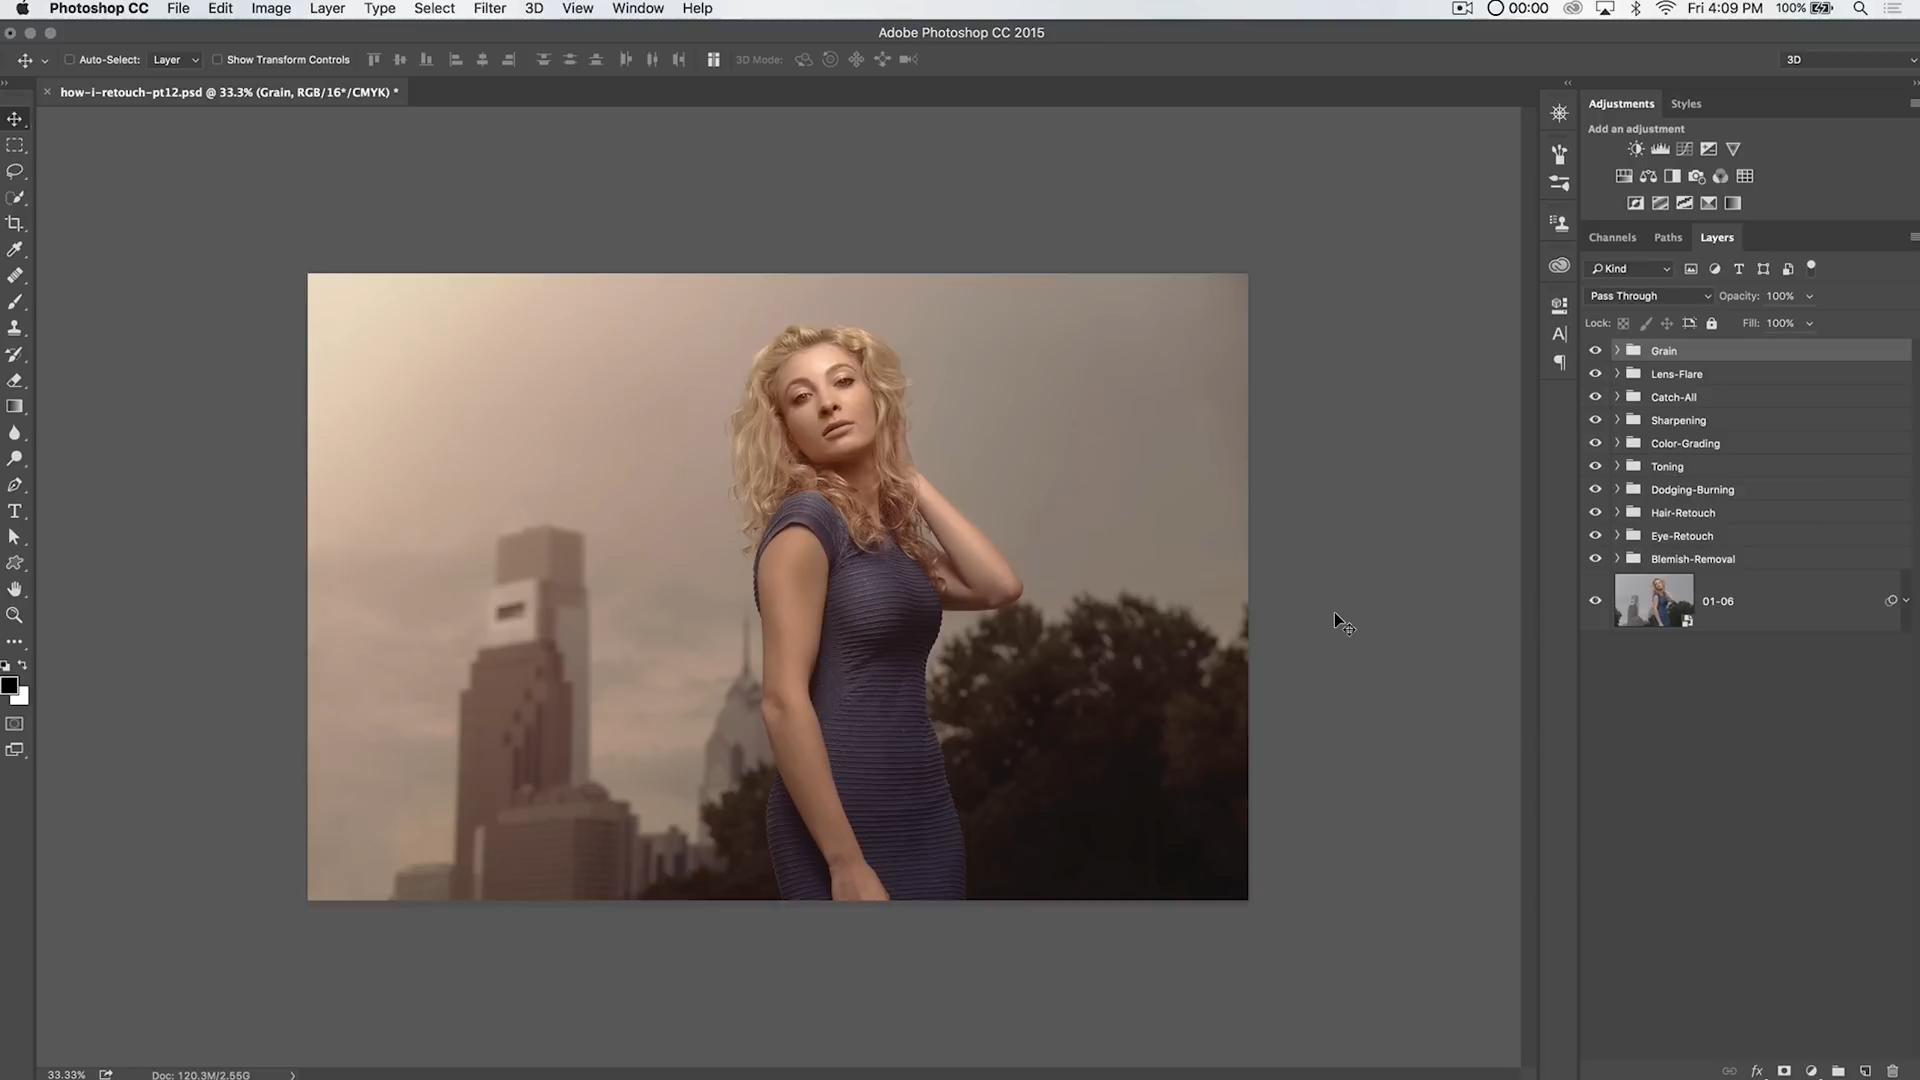 Photoshop CC File Edit Image Layer Type Select Filter 3D View Window Help 00:00 Fri 4:09 PM 100%
Adobe Photoshop CC 2015
Auto-Select: Layer Show Transform Controls 3D Mode: 3D
how-i-retouch-pt12.psd @ 33.3% (Grain, RGB/16*/CMYK) *
Adjustments Styles
Add an adjustment
Channels Paths Layers
Kind
Pass Through Opacity: 100%
Lock: Fill: 100%
Grain
Lens-Flare
Catch-All
Sharpening
Color-Grading
Toning
Dodging-Burning
Hair-Retouch
Eye-Retouch
Blemish-Removal
01-06
33.33% Doc: 120.3M/2.55G